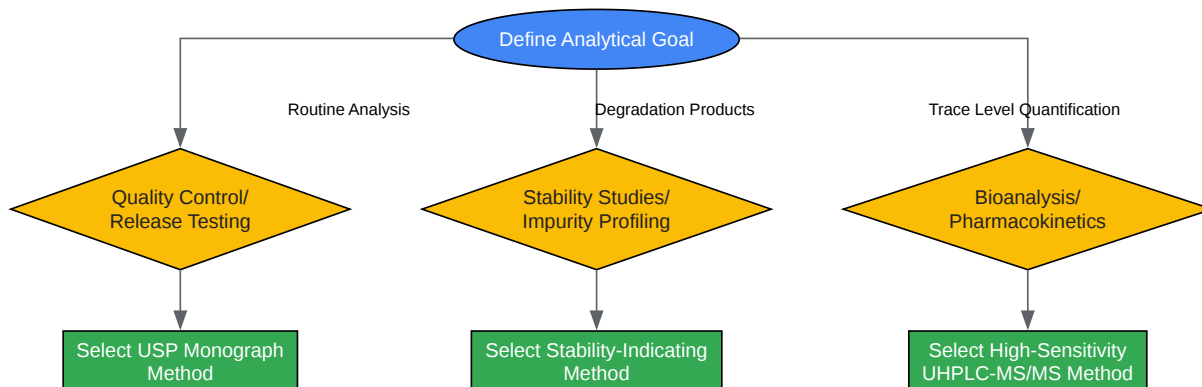 Define Analytical Goal
Routine Analysis
Degradation Products
Trace Level Quantification
Quality Control/
Release Testing
Stability Studies/
Impurity Profiling
Bioanalysis/
Pharmacokinetics
Select USP Monograph
Method
Select Stability-Indicating
Method
Select High-Sensitivity
UHPLC-MS/MS Method